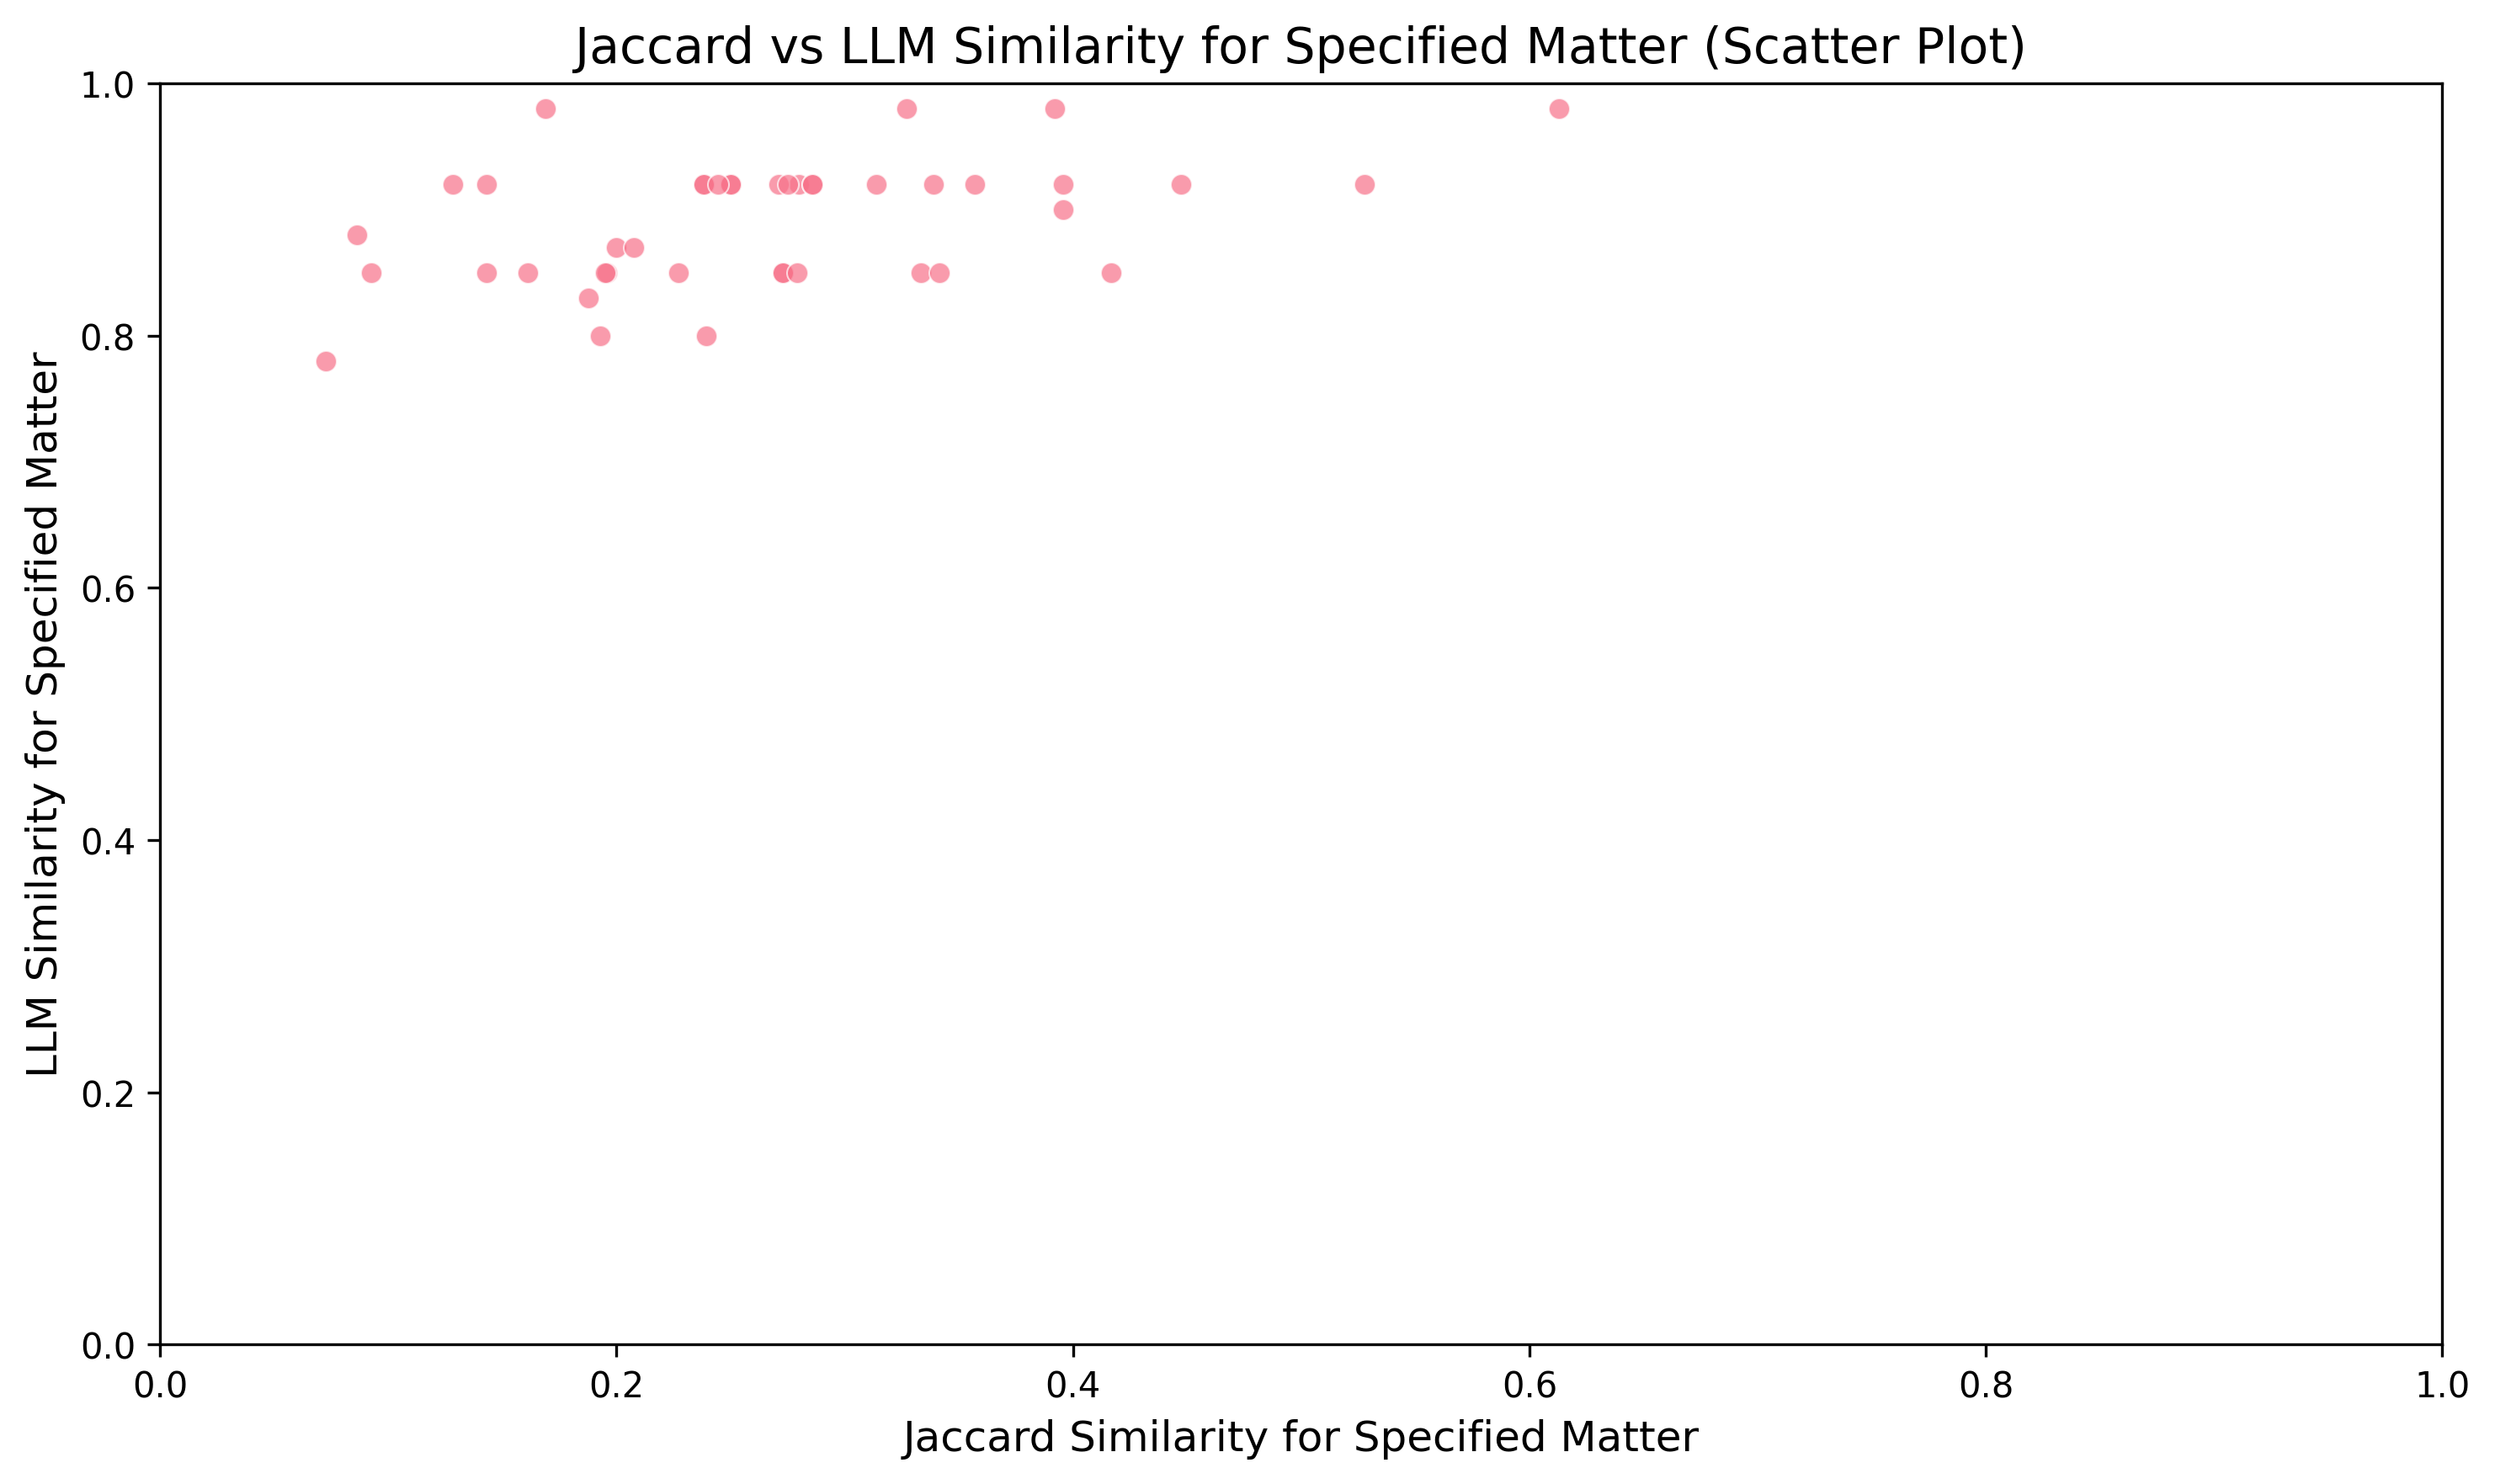 Jaccard vs LLM Similarity for Specified Matter (Scatter Plot)
1.0
0.8
0.6
0.4
0.2
0.0
LLM Similarity for Specified Matter
0.0 0.2 0.4 0.6 0.8 1.0
Jaccard Similarity for Specified Matter